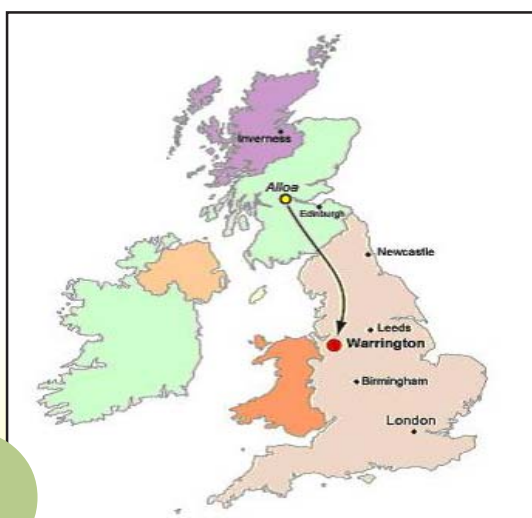 Inverness
Alloa
Edinburgh
Newcastle
Leeds
Warrington
Birmingham
London